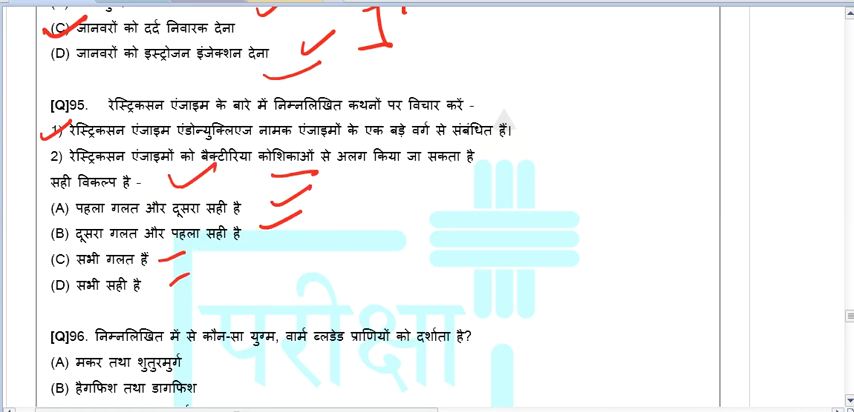 (C) जानवरों को दर्द निवारक देना
(D) जानवरों को इस्ट्रोजन इंजेक्शन देना
[Q]95. रेस्ट्रिकसन एंजाइम के बारे में निम्नलिखित कथनों पर विचार करें -
1) रेस्ट्रिकसन एंजाइम एंडोन्युक्लिएज नामक एंजाइमों के एक बड़े वर्ग से संबंधित हैं।
2) रेस्ट्रिकसन एंजाइमों को बैक्टीरिया कोशिकाओं से अलग किया जा सकता है
सही विकल्प है -
(A) पहला गलत और दूसरा सही है
(B) दूसरा गलत और पहला सही है
(C) सभी गलत हैं
(D) सभी सही है
परीक्षा
[Q]96. निम्नलिखित में से कौन-सा युग्म, वार्म ब्लडेड प्राणियों को दर्शाता है?
(A) मकर तथा शुतुरमुर्ग
(B) हैगफिश तथा डागफिश